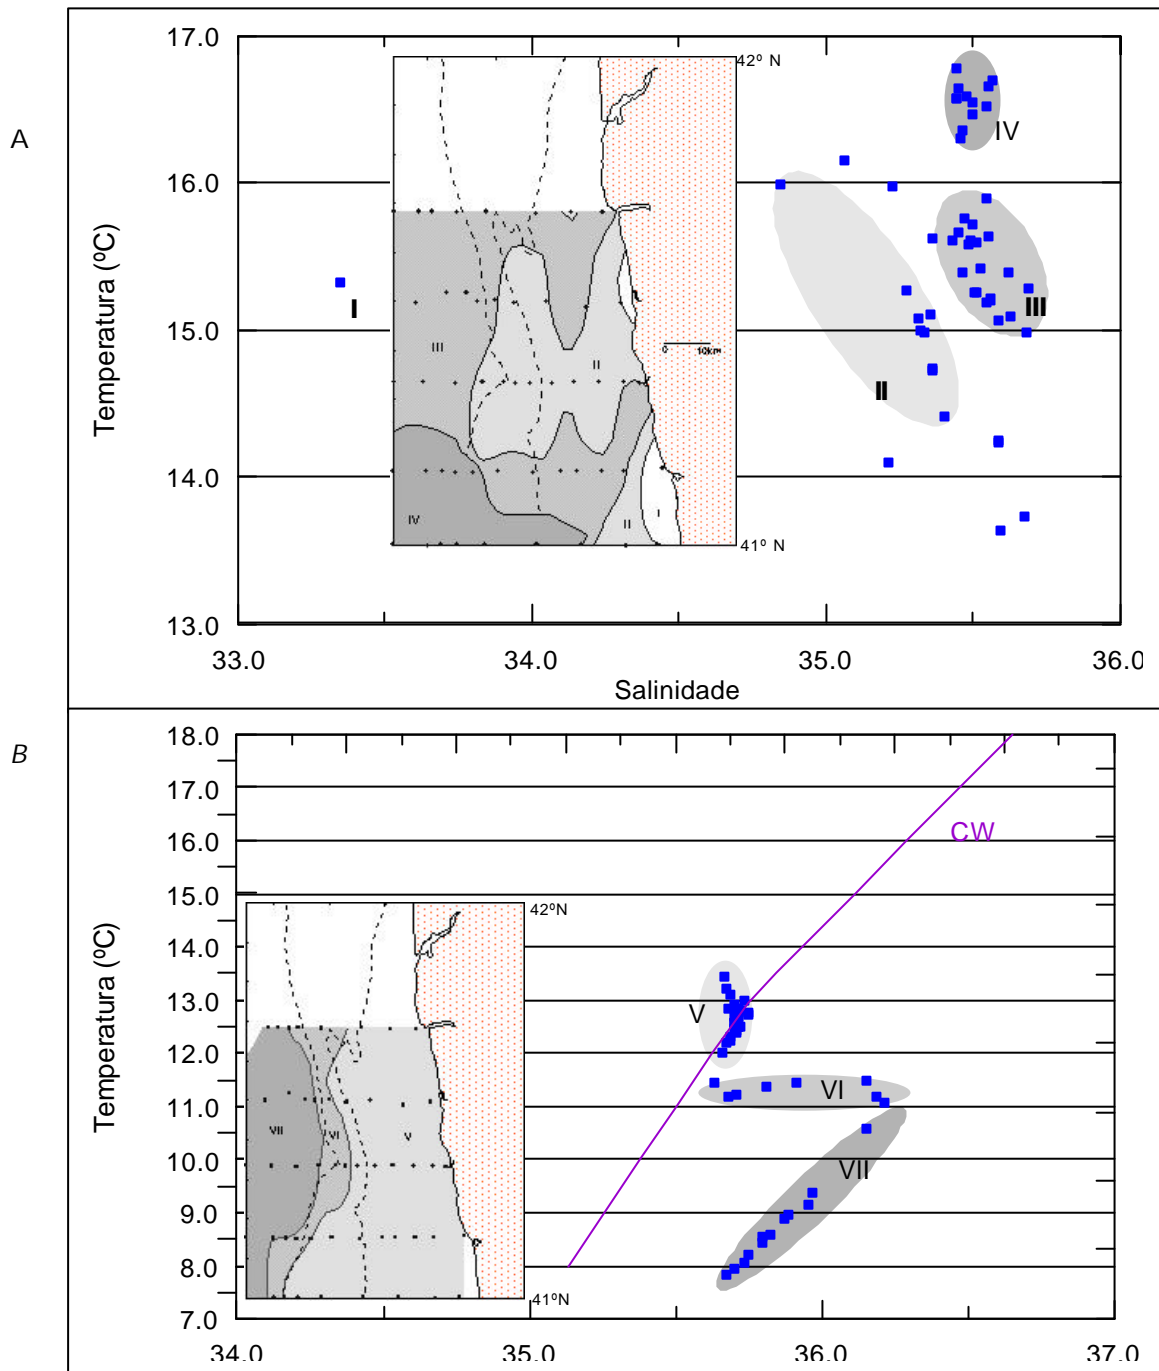 A
17.0
16.0
15.0
14.0
13.0
Temperatura (ºC)
33.0
34.0
35.0
36.0
Salinidade
I
II
III
IV
42º N
41º N
0 10km
III
II
IV
II
I
B
18.0
17.0
16.0
15.0
14.0
13.0
12.0
11.0
10.0
9.0
8.0
7.0
Temperatura (ºC)
34.0
35.0
36.0
37.0
CW
V
VI
VII
42ºN
41ºN
VII
VI
V